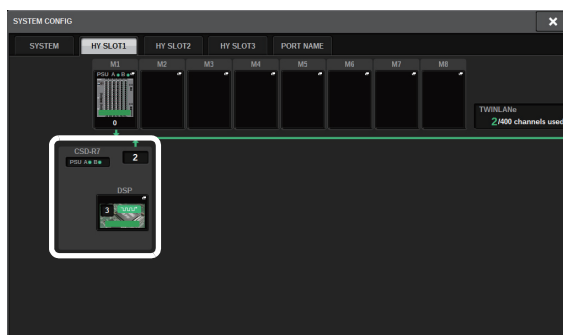 SYSTEM CONFIG
SYSTEM HY SLOT1 HY SLOT2 HY SLOT3 PORT NAME
M1 M2 M3 M4 M5 M6 M7 M8
PSU A B
0
TWINLANe
2/400 channels used
CSD-R7
PSU A B
2
DSP
3